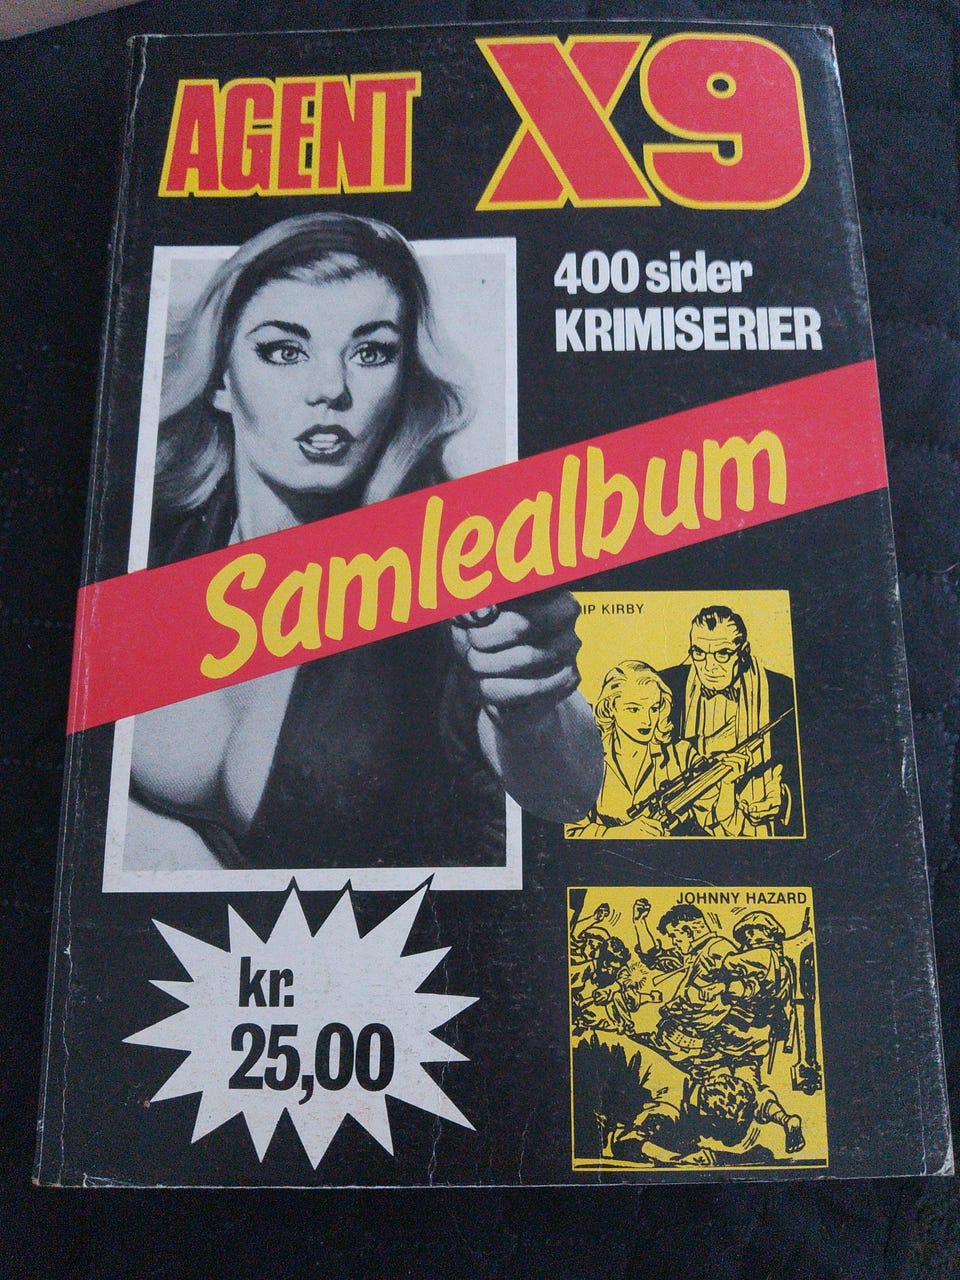 AGENT X9
400 sider
KRIMISERIER
Samlealbum
IP KIRBY
JOHNNY HAZARD
kr.
25,00